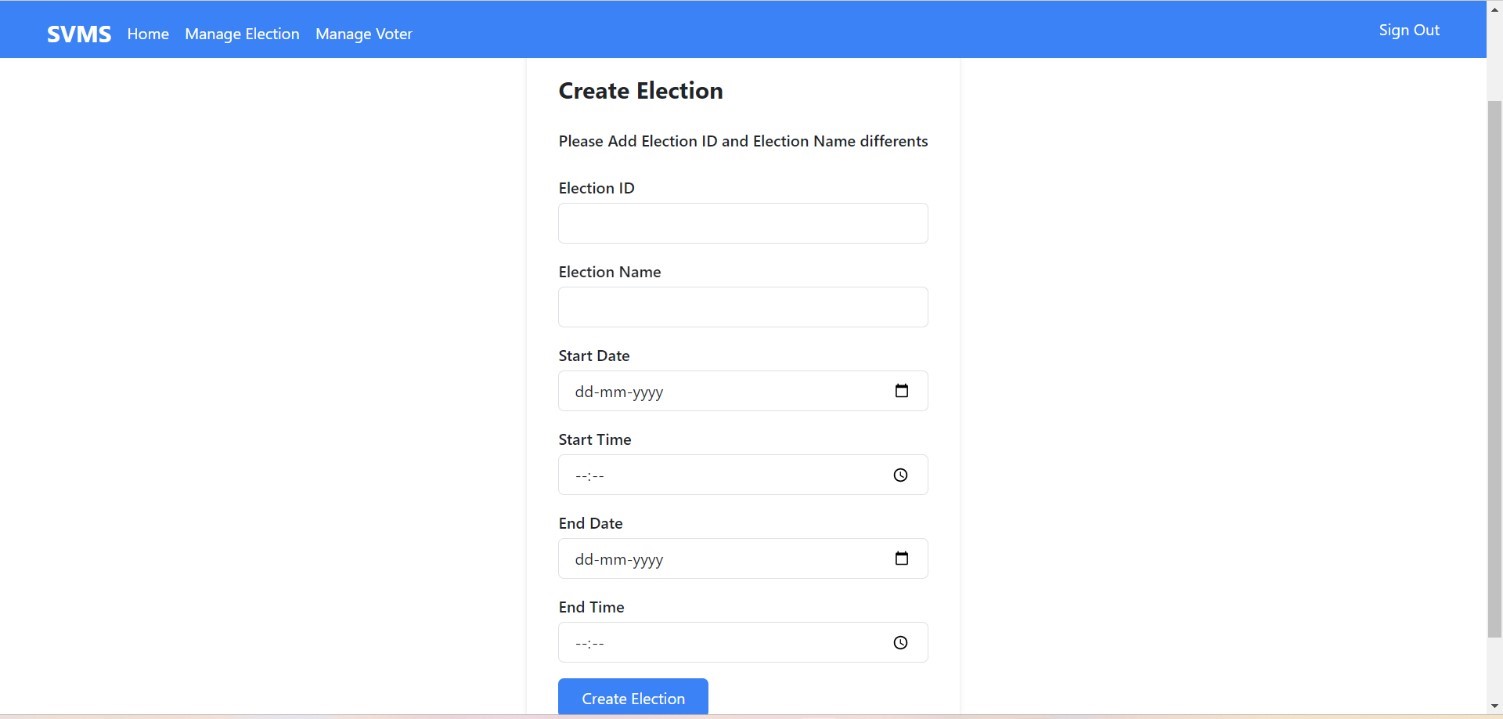 SVMS Home Manage Election Manage Voter Sign Out
Create Election
Please Add Election ID and Election Name differents
Election ID
Election Name
Start Date
dd-mm-yyyy
Start Time
--:--
End Date
dd-mm-yyyy
End Time
--:--
Create Election